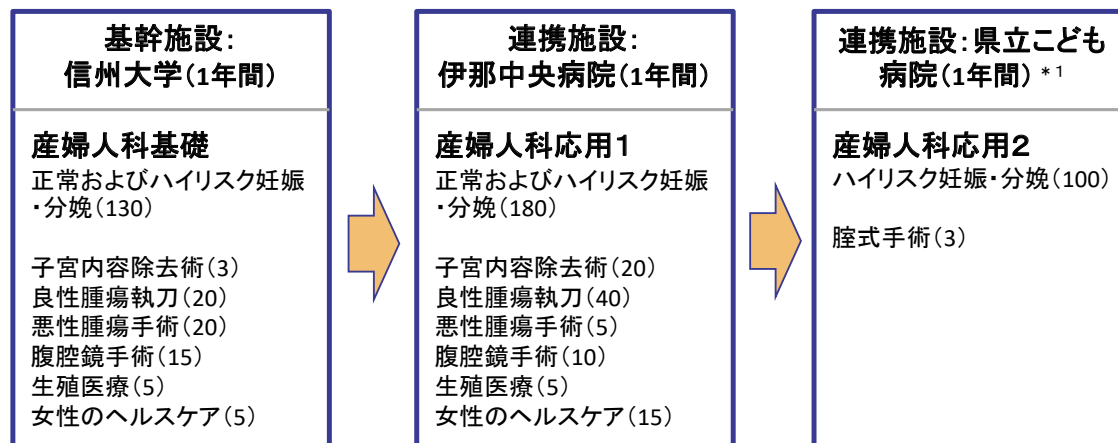 基幹施設:
信州大学(1年間)
産婦人科基礎
正常およびハイリスク妊娠
・分娩(130)
子宮内容除去術(3)
良性腫瘍執刀(20)
悪性腫瘍手術(20)
腹腔鏡手術(15)
生殖医療(5)
女性のヘルスケア(5)
連携施設:
伊那中央病院(1年間)
産婦人科応用1
正常およびハイリスク妊娠
・分娩(180)
子宮内容除去術(20)
良性腫瘍執刀(40)
悪性腫瘍手術(5)
腹腔鏡手術(10)
生殖医療(5)
女性のヘルスケア(15)
連携施設:県立こども
病院(1年間) *1
産婦人科応用2
ハイリスク妊娠・分娩(100)
腟式手術(3)